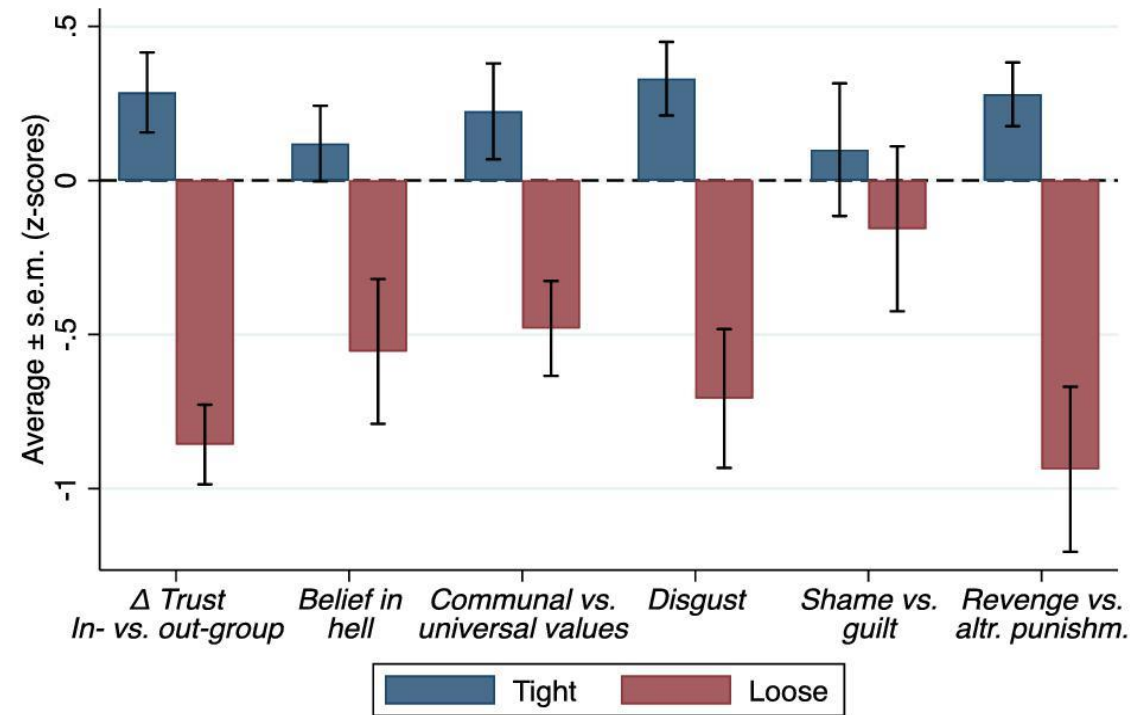 Average ± s.e.m. (z-scores)
.5
0
-.5
-1
Δ Trust
In- vs. out-group
Belief in
hell
Communal vs.
universal values
Disgust
Shame vs.
guilt
Revenge vs.
altr. punishm.
Tight
Loose